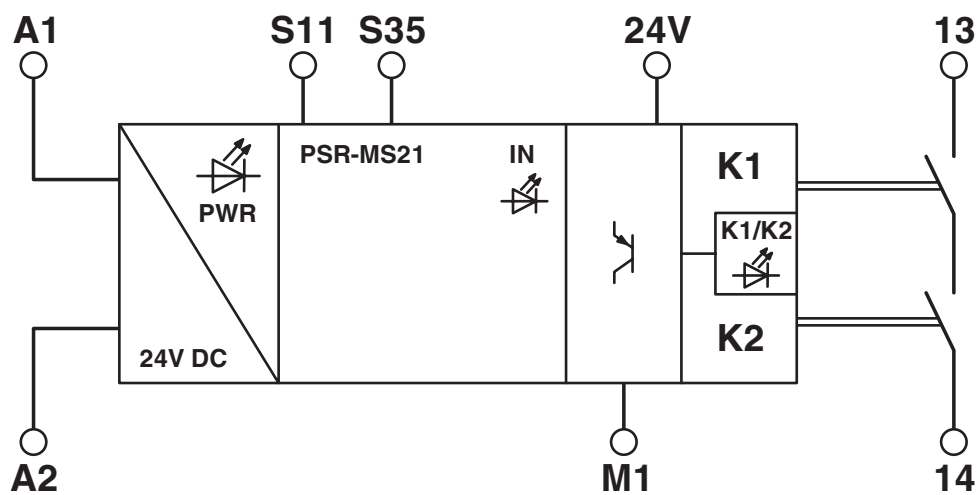 A1 S11 S35 24V 13
PSR-MS21 IN
K1
PWR
K1/K2
24V DC
K2
A2 M1 14